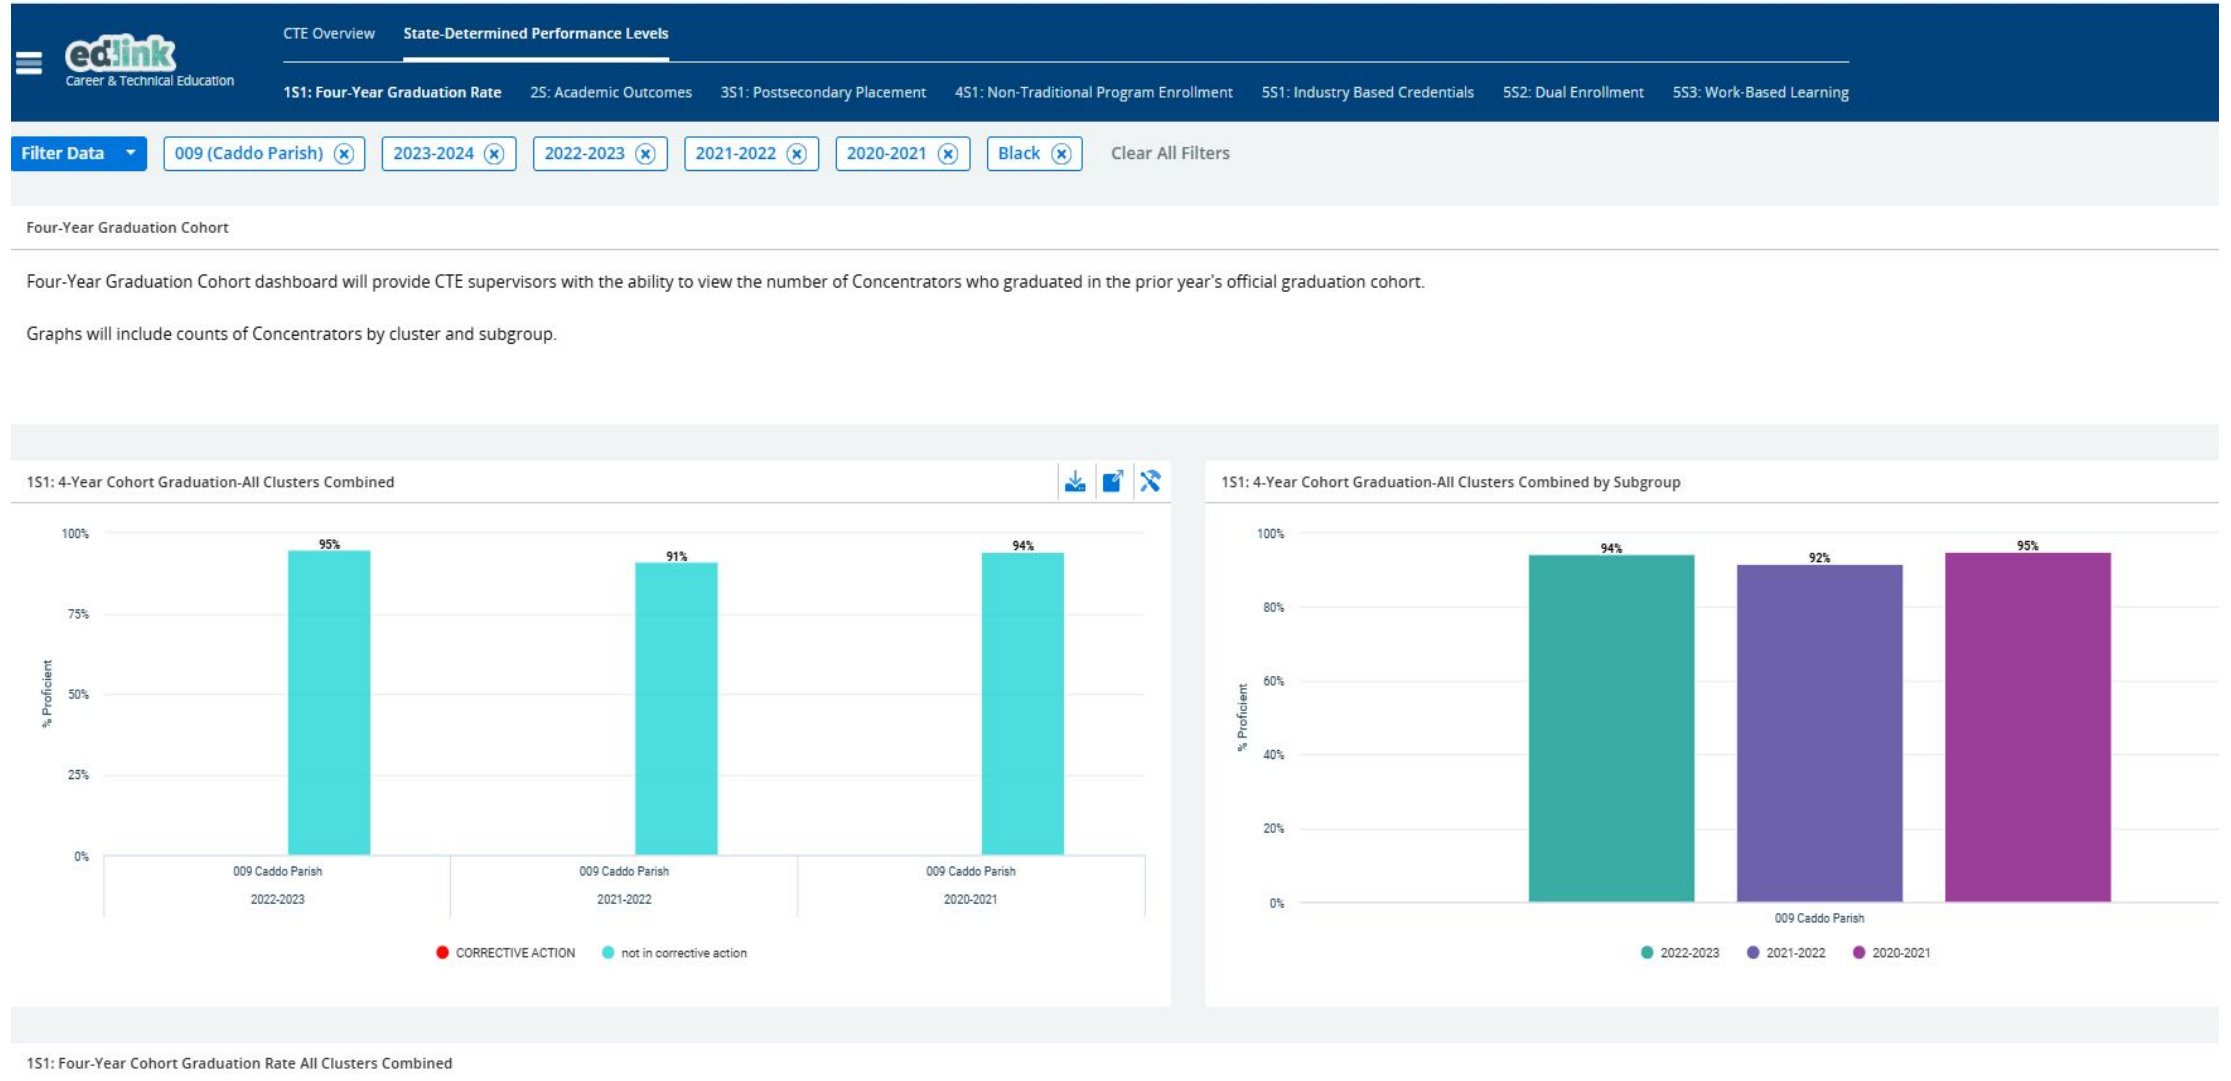 CTE Overview State-Determined Performance Levels
edlink
Career & Technical Education
1S1: Four-Year Graduation Rate 2S: Academic Outcomes 3S1: Postsecondary Placement 4S1: Non-Traditional Program Enrollment 5S1: Industry Based Credentials 5S2: Dual Enrollment 5S3: Work-Based Learning
Filter Data 009 (Caddo Parish) 2023-2024 2022-2023 2021-2022 2020-2021 Black Clear All Filters
Four-Year Graduation Cohort
Four-Year Graduation Cohort dashboard will provide CTE supervisors with the ability to view the number of Concentrators who graduated in the prior year's official graduation cohort.
Graphs will include counts of Concentrators by cluster and subgroup.
1S1: 4-Year Cohort Graduation-All Clusters Combined
100%
75%
50%
25%
0%
% Proficient
95% 91% 94%
009 Caddo Parish 009 Caddo Parish 009 Caddo Parish
2022-2023 2021-2022 2020-2021
CORRECTIVE ACTION not in corrective action
1S1: 4-Year Cohort Graduation-All Clusters Combined by Subgroup
100%
80%
60%
40%
20%
0%
% Proficient
94% 92% 95%
009 Caddo Parish
2022-2023 2021-2022 2020-2021
1S1: Four-Year Cohort Graduation Rate All Clusters Combined